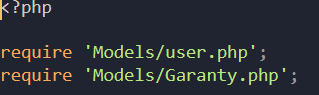 <?php
require 'Models/user.php';
require 'Models/Garanty.php';